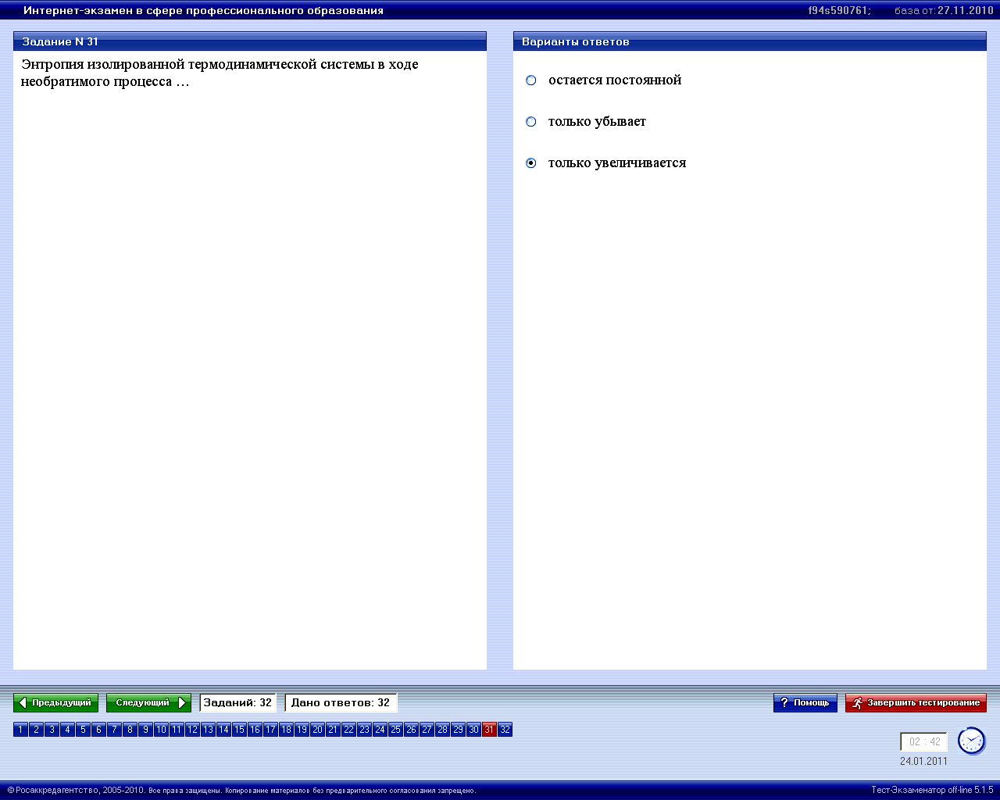 Интернет-экзамен в сфере профессионального образования
f94s590761; база от: 27.11.2010
Задание N 31
Энтропия изолированной термодинамической системы в ходе
необратимого процесса …
Варианты ответов
остается постоянной
только убывает
только увеличивается
Предыдущий Следующий Заданий: 32 Дано ответов: 32 ? Помощь Завершить тестирование
1 2 3 4 5 6 7 8 9 10 11 12 13 14 15 16 17 18 19 20 21 22 23 24 25 26 27 28 29 30 31 32
02 : 42
24.01.2011
© Росаккредагентство, 2005-2010. Все права защищены. Копирование материалов без предварительного согласования запрещено. Тест-Экзаменатор off-line 5.1.5